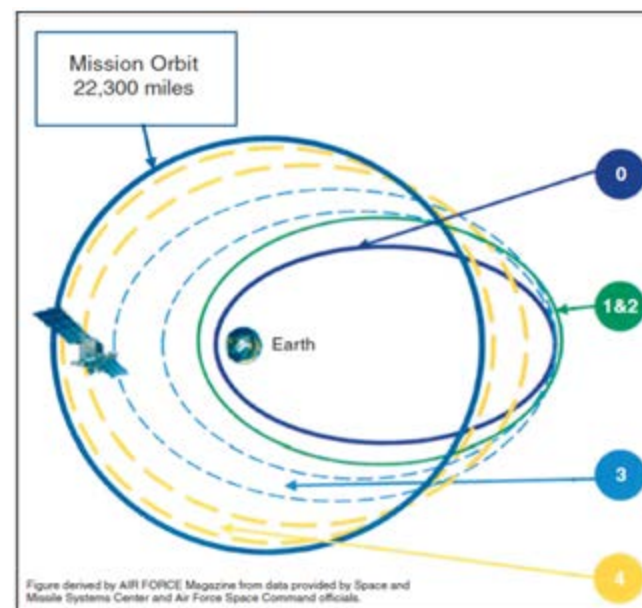 Mission Orbit
22,300 miles
0
1&2
Earth
3
4
Figure derived by AIR FORCE Magazine from data provided by Space and
Missile Systems Center and Air Force Space Command officials.